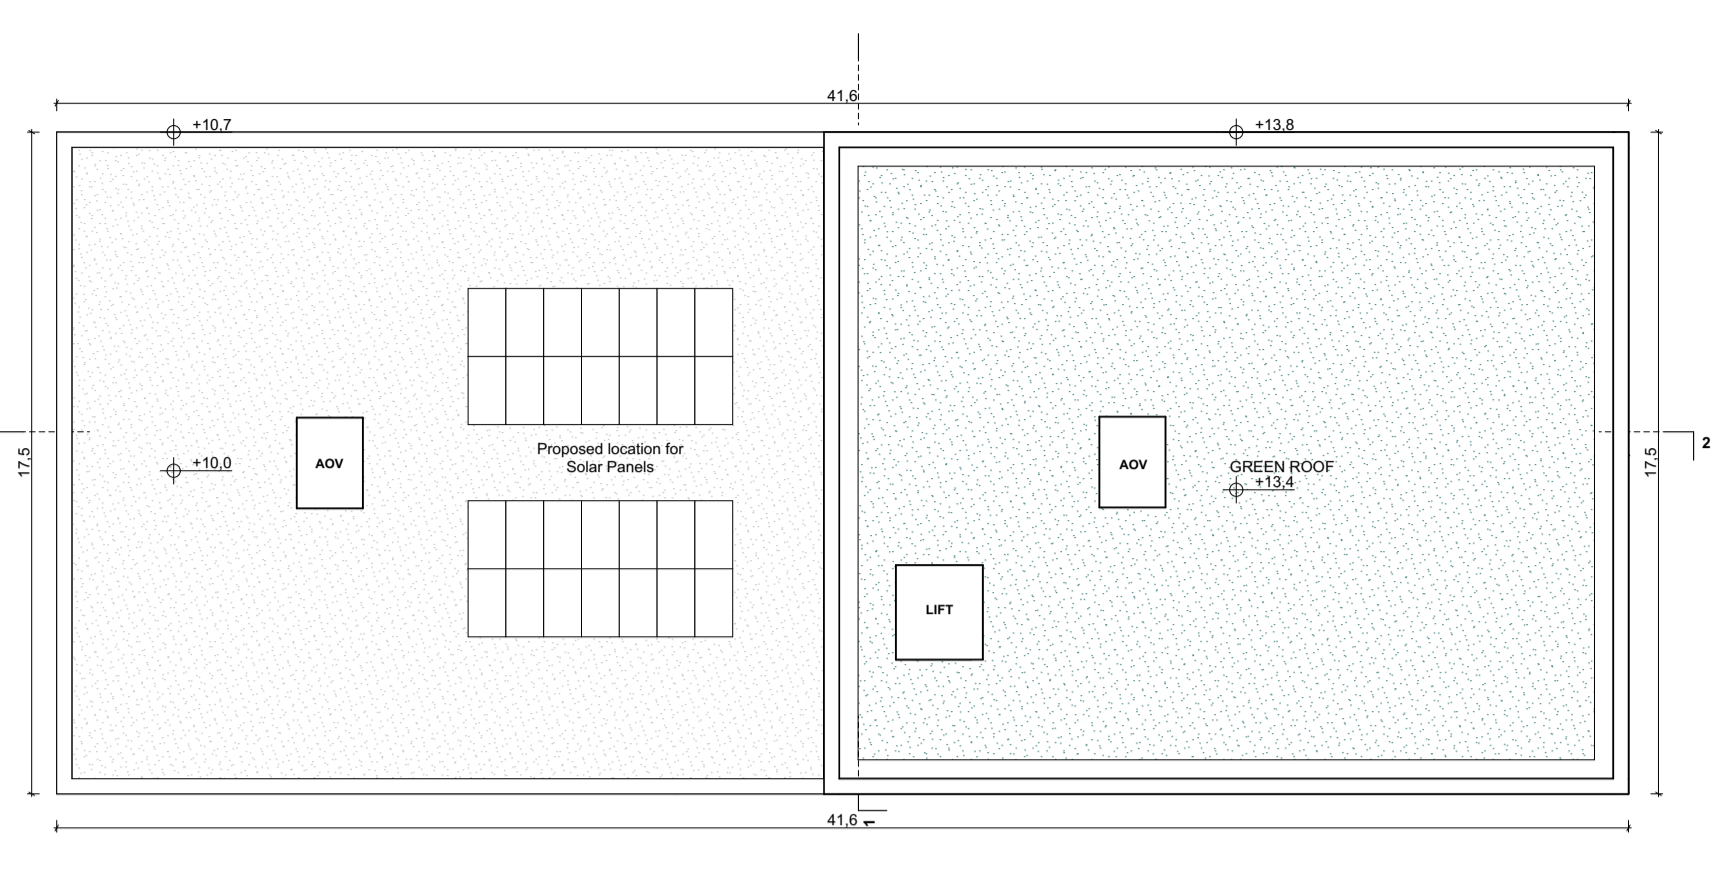 41,6
+10,7
+13,8
Proposed location for
Solar Panels
17,5
+10,0
AOV
AOV
GREEN ROOF
+13,4
17,5
2
LIFT
41,6
1